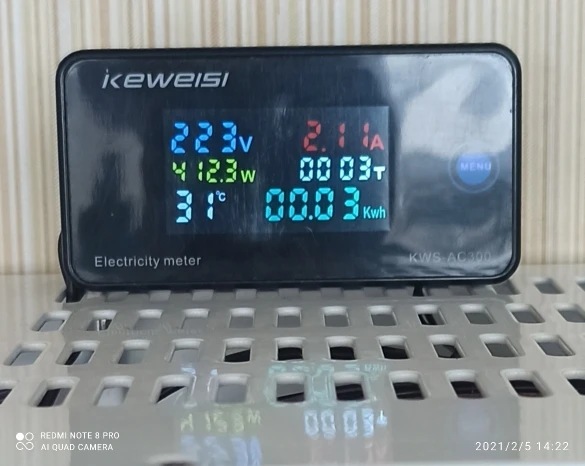 KEWEISI
223V 2.11A
412.3W 0003T
31°C 00.03Kwh
MENU
Electricity meter KWS-AC300
REDMI NOTE 8 PRO
AI QUAD CAMERA
2021/2/5 14:22